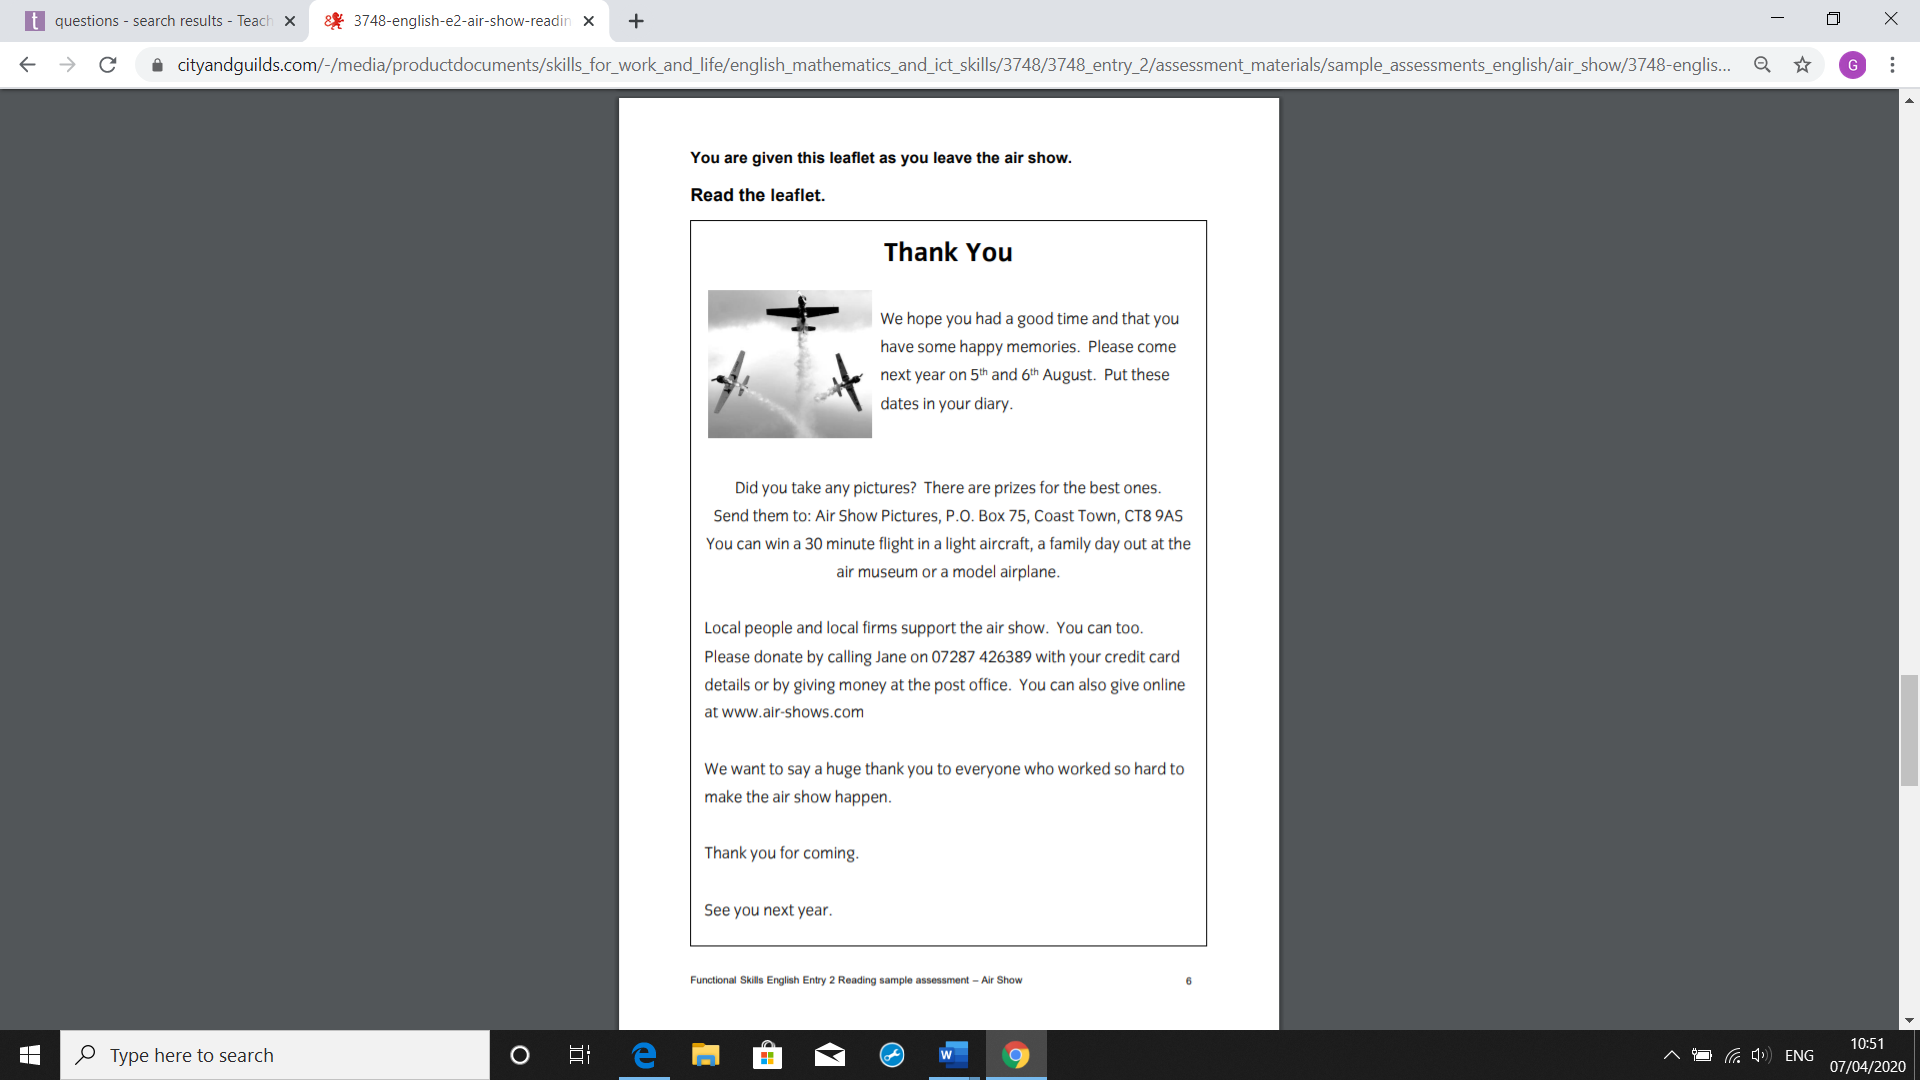 questions - search results - Teach
3748-english-e2-air-show-readin
cityandguilds.com/-/media/productdocuments/skills_for_work_and_life/english_mathematics_and_ict_skills/3748/3748_entry_2/assessment_materials/sample_assessments_english/air_show/3748-englis...
G
You are given this leaflet as you leave the air show.
Read the leaflet.
Thank You
We hope you had a good time and that you
have some happy memories. Please come
next year on 5th and 6th August. Put these
dates in your diary.
Did you take any pictures? There are prizes for the best ones.
Send them to: Air Show Pictures, P.O. Box 75, Coast Town, CT8 9AS
You can win a 30 minute flight in a light aircraft, a family day out at the
air museum or a model airplane.
Local people and local firms support the air show. You can too.
Please donate by calling Jane on 07287 426389 with your credit card
details or by giving money at the post office. You can also give online
at www.air-shows.com
We want to say a huge thank you to everyone who worked so hard to
make the air show happen.
Thank you for coming.
See you next year.
Functional Skills English Entry 2 Reading sample assessment – Air Show 6
Type here to search
ENG
10:51
07/04/2020